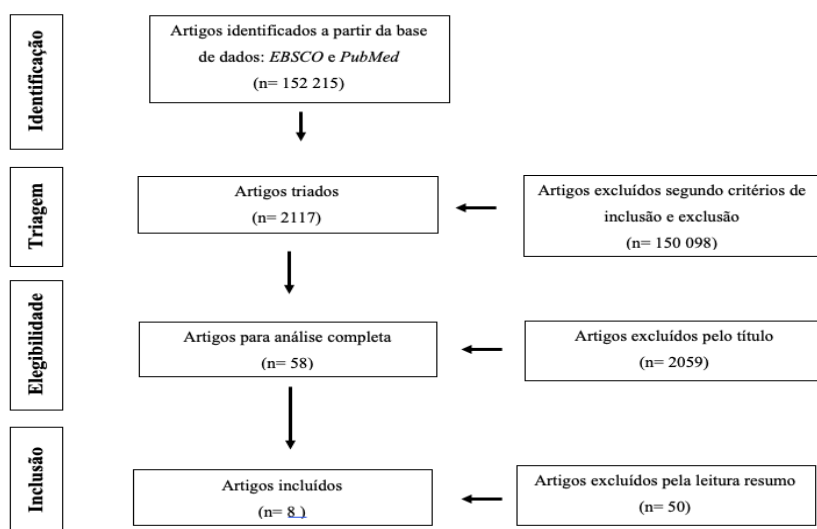 Identificação
Artigos identificados a partir da base
de dados: EBSCO e PubMed
(n= 152 215)
Triagem
Artigos triados
(n= 2117)
Artigos excluídos segundo critérios de
inclusão e exclusão
(n= 150 098)
Elegibilidade
Artigos para análise completa
(n= 58)
Artigos excluídos pelo título
(n= 2059)
Inclusão
Artigos incluídos
(n= 8 )
Artigos excluídos pela leitura resumo
(n= 50)